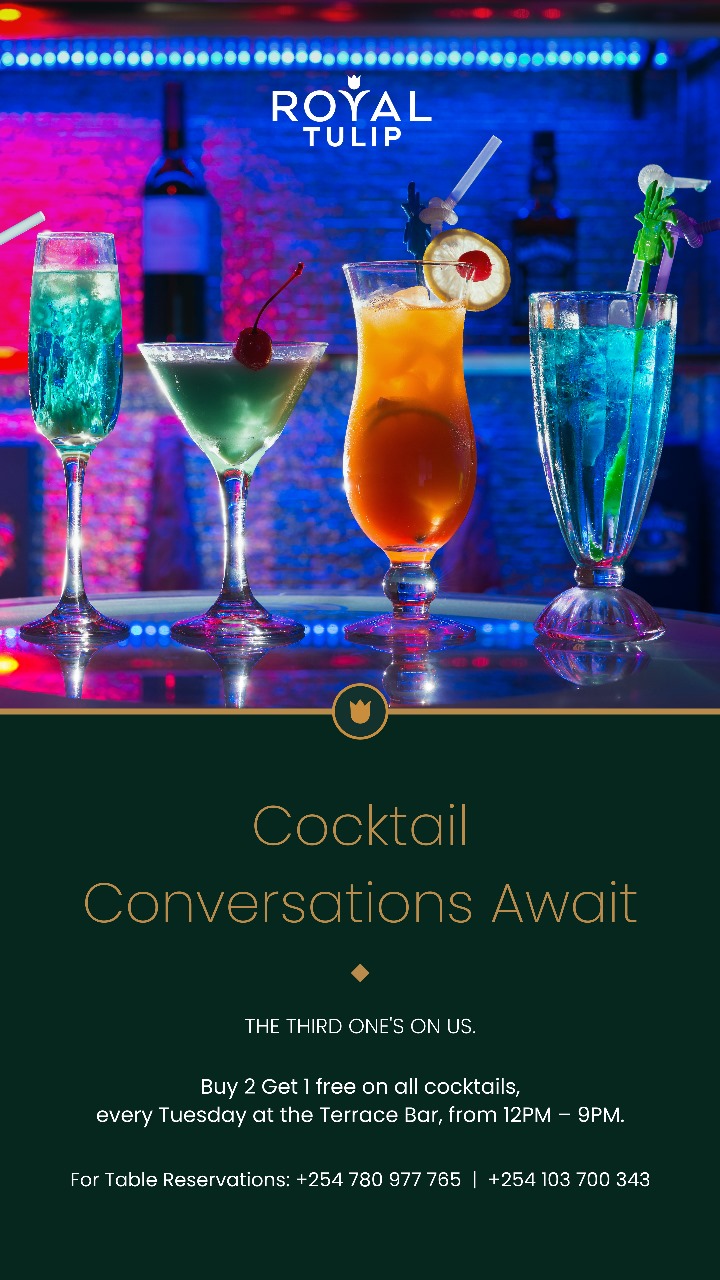 ROYAL
TULIP
Cocktail
Conversations Await
THE THIRD ONE'S ON US.
Buy 2 Get 1 free on all cocktails,
every Tuesday at the Terrace Bar, from 12PM – 9PM.
For Table Reservations: +254 780 977 765 | +254 103 700 343